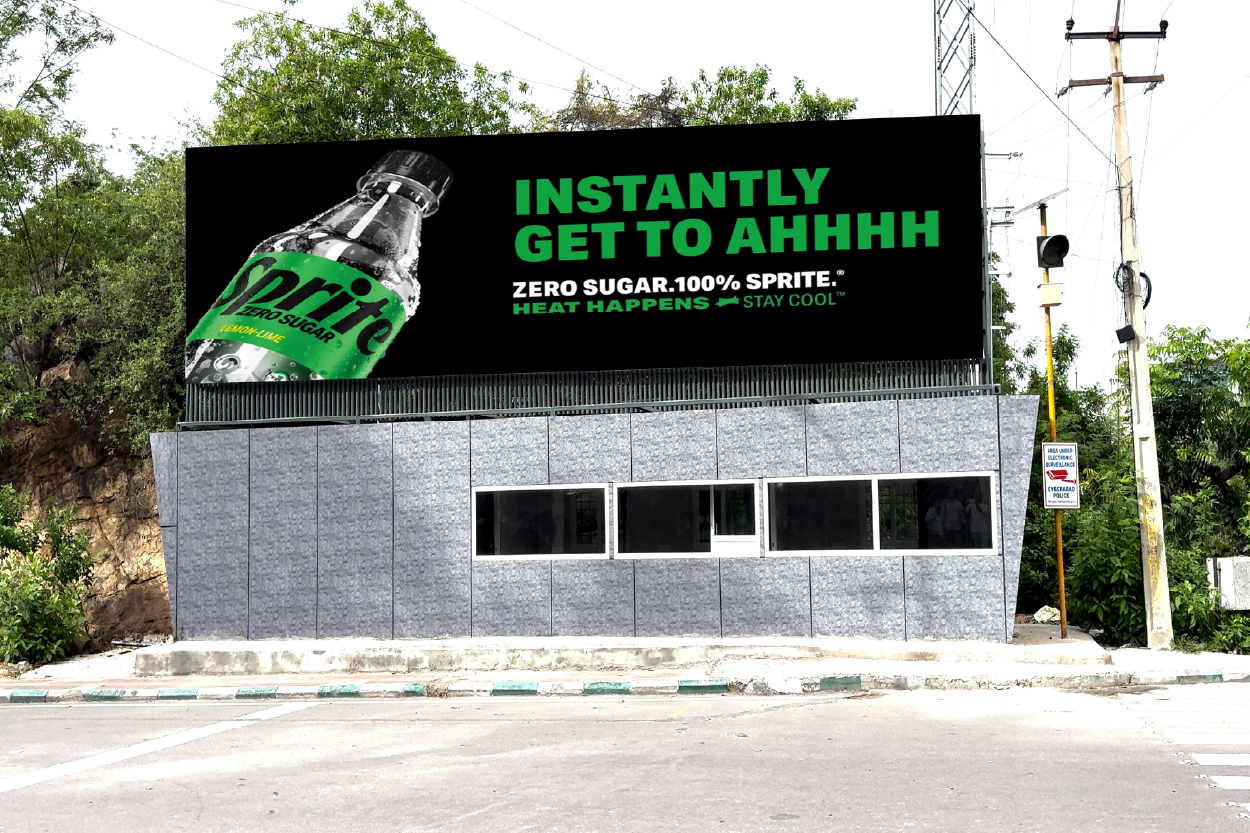 Sprite
ZERO SUGAR
LEMON-LIME
INSTANTLY
GET TO AHHHH
ZERO SUGAR.100% SPRITE.®
HEAT HAPPENS STAY COOL™
AREA UNDER
ELECTRONIC
SURVEILLANCE
CYBERABAD
POLICE